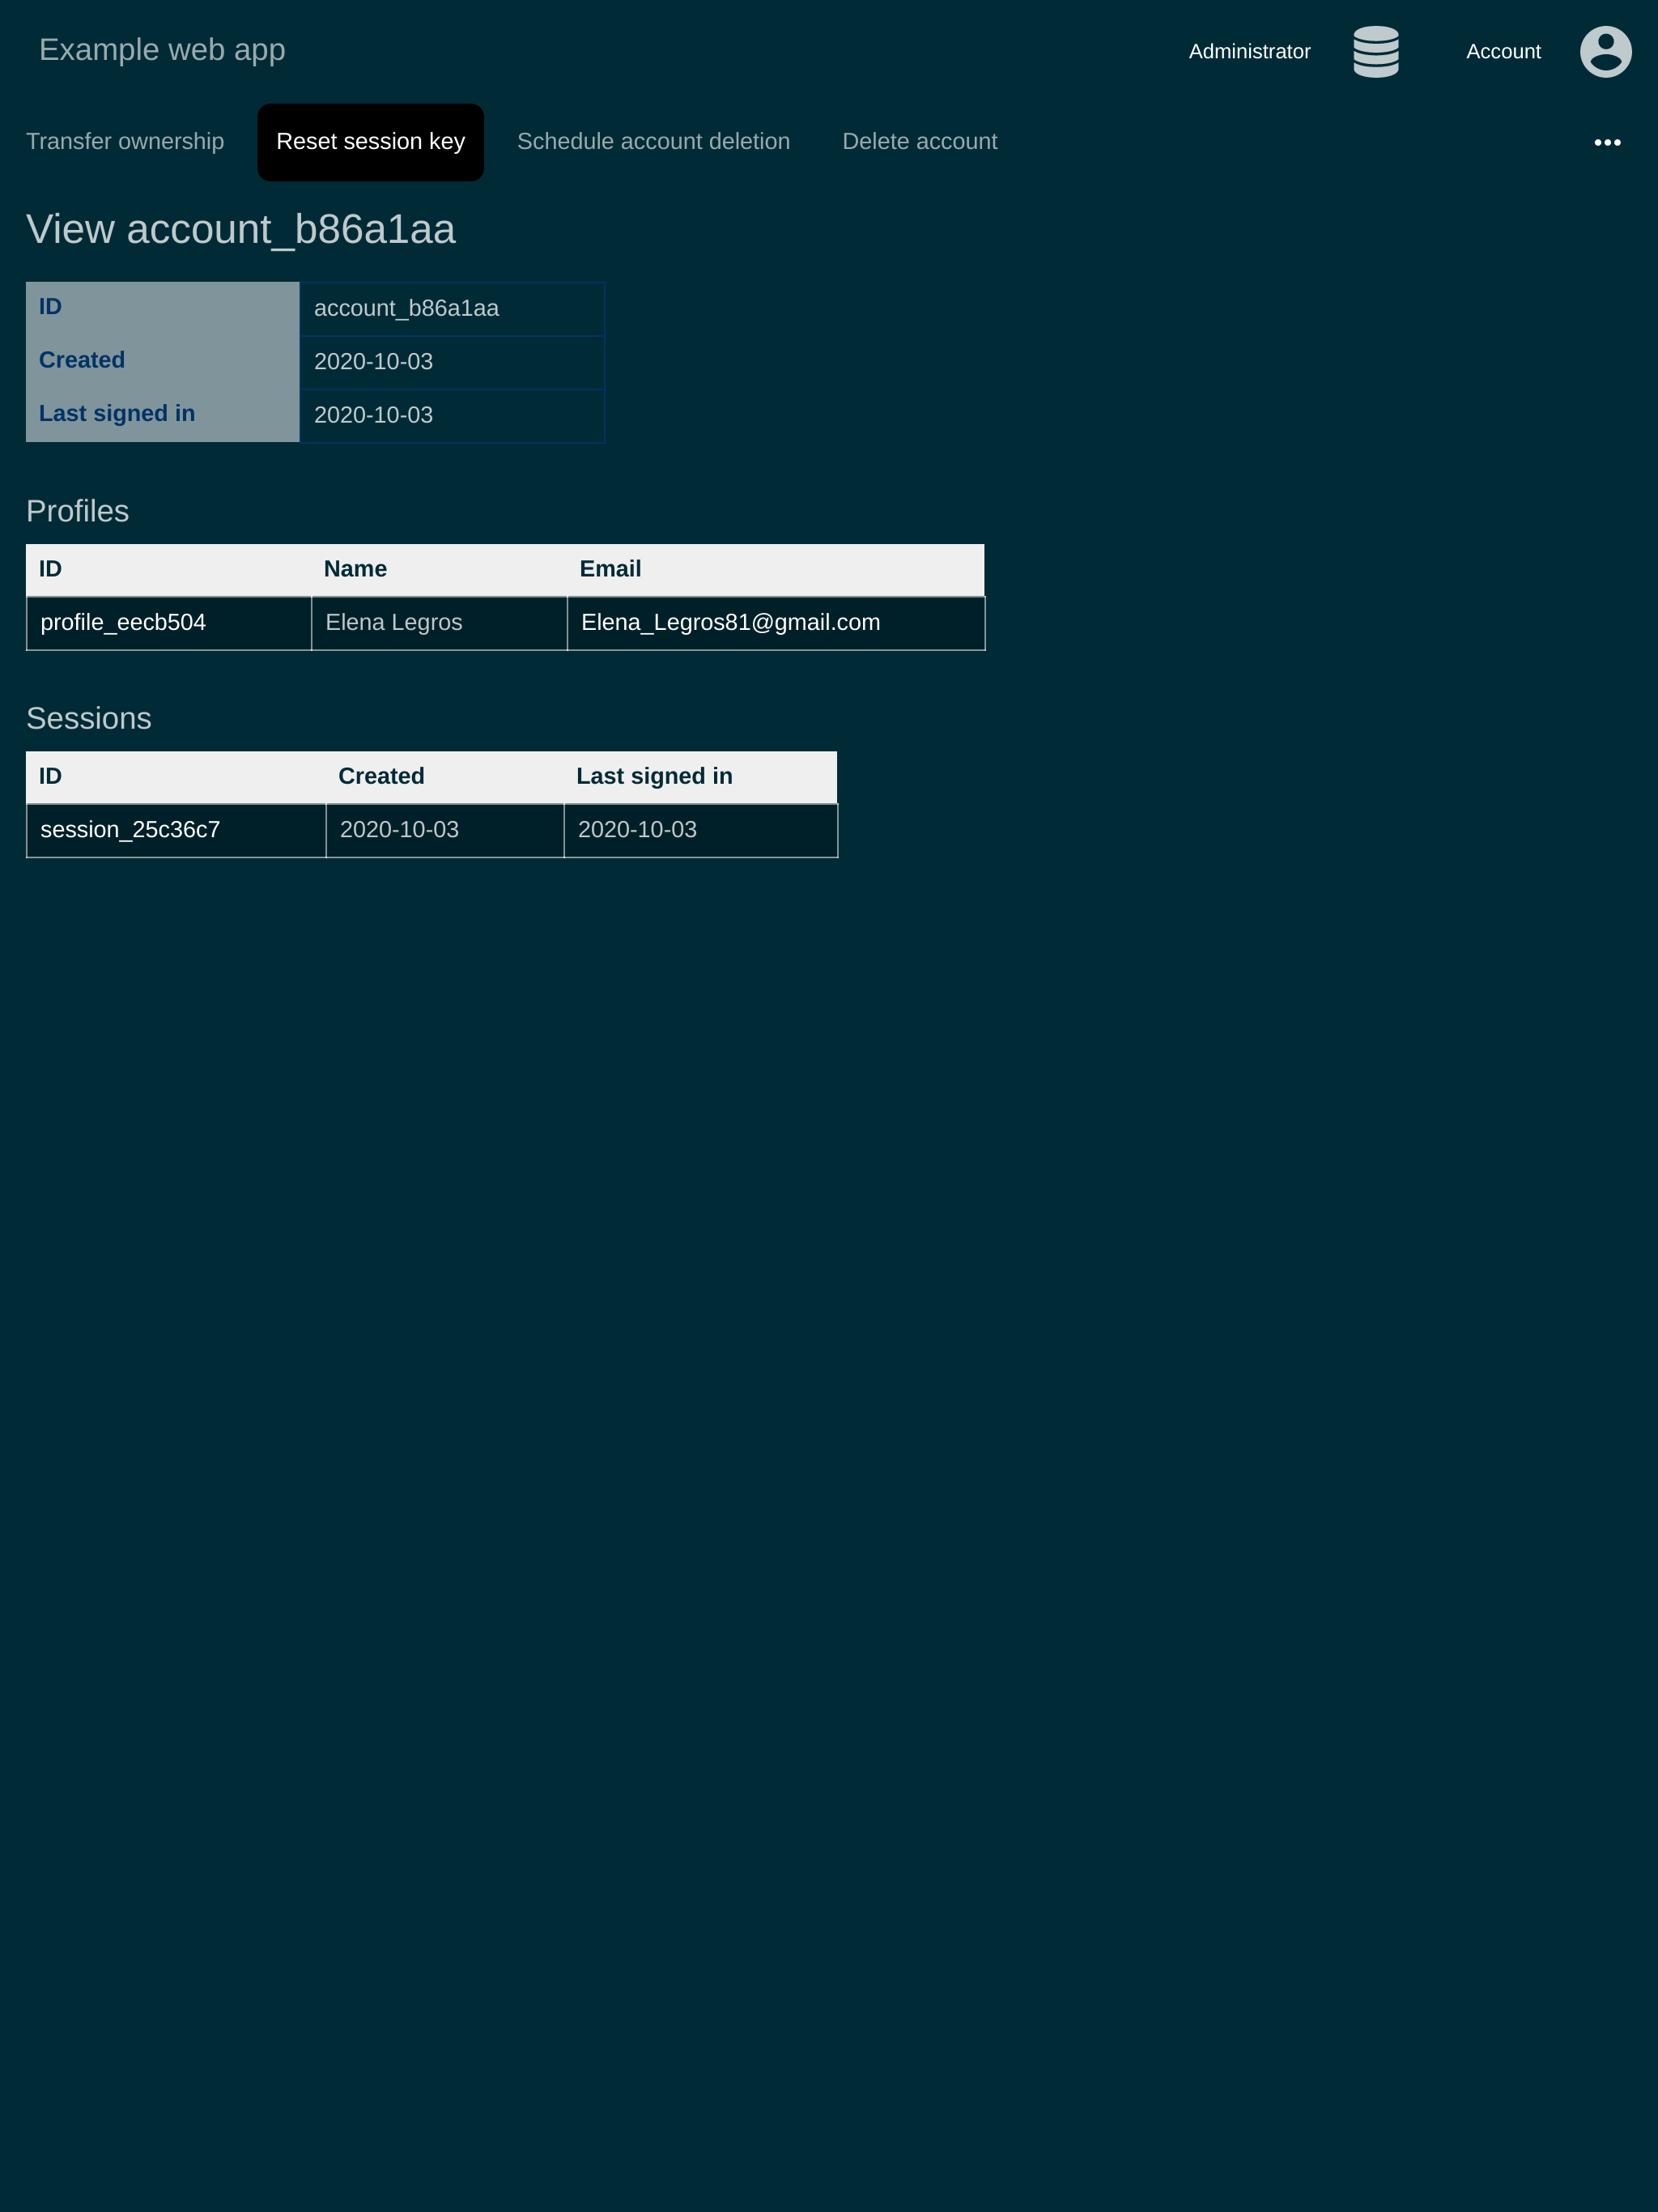 Example web app Administrator Account
Transfer ownership Reset session key Schedule account deletion Delete account •••
View account_b86a1aa
ID account_b86a1aa
Created 2020-10-03
Last signed in 2020-10-03
Profiles
ID Name Email
profile_eecb504 Elena Legros Elena_Legros81@gmail.com
Sessions
ID Created Last signed in
session_25c36c7 2020-10-03 2020-10-03